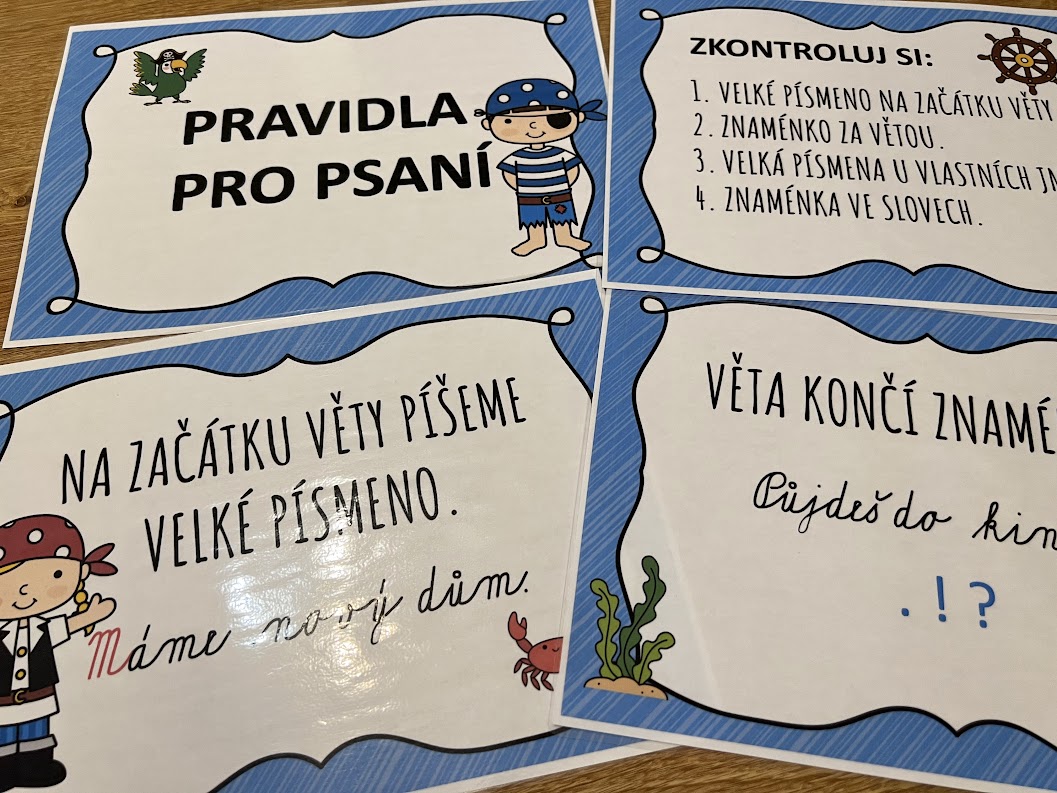 PRAVIDLA
PRO PSANÍ
ZKONTROLUJ SI:
1. VELKÉ PÍSMENO NA ZAČÁTKU VĚTY
2. ZNAMÉNKO ZA VĚTOU.
3. VELKÁ PÍSMENA U VLASTNÍCH
4. ZNAMÉNKA VE SLOVECH.
NA ZAČÁTKU VĚTY PÍŠEME
VELKÉ PÍSMENO.
Máme nový dům.
VĚTA KONČÍ
Půjdeš do
. ! ?